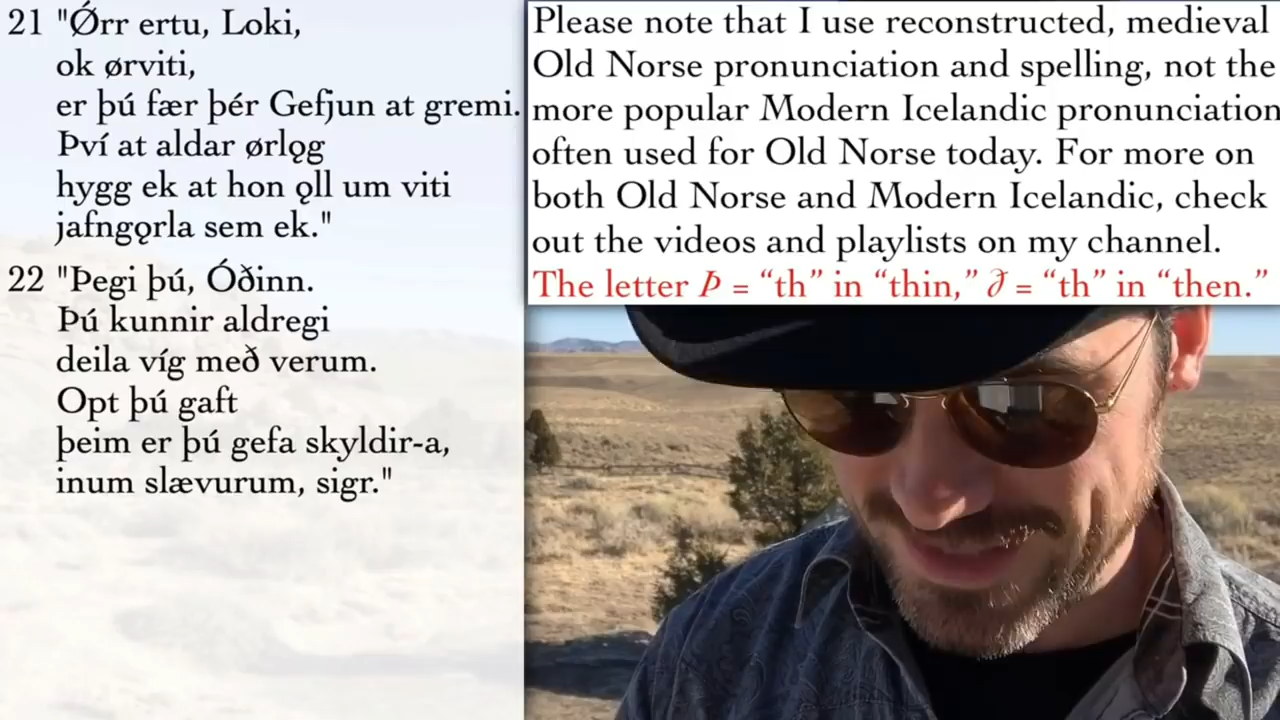 21 "Ørr ertu, Loki,
ok ørviti,
er þú fær þér Gefjun at gremi.
Því at aldar ørlǫg
hygg ek at hon ǫll um viti
jafngǫrla sem ek."
22 "Þegi þú, Óðinn.
Þú kunnir aldregi
deila víg með verum.
Opt þú gaft
þeim er þú gefa skyldir-a,
inum slævurum, sigr."
Please note that I use reconstructed, medieval
Old Norse pronunciation and spelling, not the
more popular Modern Icelandic pronunciation
often used for Old Norse today. For more on
both Old Norse and Modern Icelandic, check
out the videos and playlists on my channel.
The letter Þ = “th” in “thin,” ð = “th” in “then.”